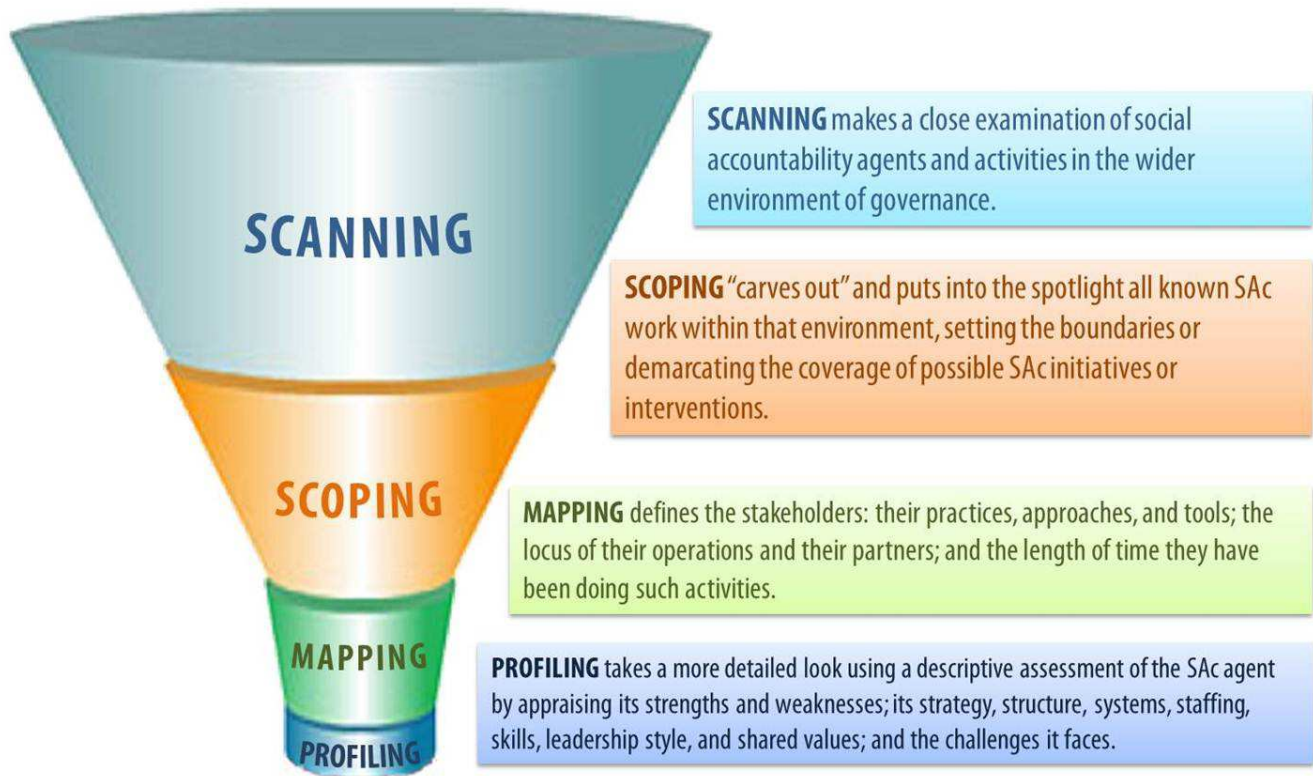 SCANNING
SCANNING makes a close examination of social
accountability agents and activities in the wider
environment of governance.
SCOPING
SCOPING “carves out” and puts into the spotlight all known SAc
work within that environment, setting the boundaries or
demarcating the coverage of possible SAc initiatives or
interventions.
MAPPING
MAPPING defines the stakeholders: their practices, approaches, and tools; the
locus of their operations and their partners; and the length of time they have
been doing such activities.
PROFILING
PROFILING takes a more detailed look using a descriptive assessment of the SAc agent
by appraising its strengths and weaknesses; its strategy, structure, systems, staffing,
skills, leadership style, and shared values; and the challenges it faces.